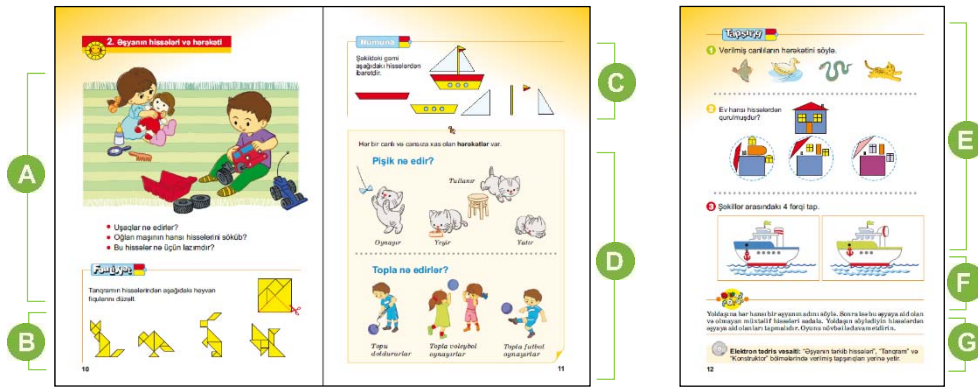 2. Əşyanın hissələri və hərəkəti
Uşaqlar nə edirlər?
Oğlan maşının hansı hissələrini söküb?
Bu hissələr nə üçün lazımdır?
Fəaliyyət
Tanqramın hissələrindən aşağıdakı heyvan
fiqurlarını düzəlt.
10
A
B
Nümunə
Şəkildəki gəmi
aşağıdakı hissələrdən
ibarətdir.
Hər bir canlı və cansıza xas olan hərəkətlər var.
Pişik nə edir?
Tullanır
Oynayır
Yeyir
Yatır
Topla nə edirlər?
Topu
doldururlar
Topla voleybol
oynayırlar
Topla futbol
oynayırlar
11
C
D
Tapşırıq
1 Verilmiş canlıların hərəkətini söylə.
2 Ev hansı hissələrdən
qurulmuşdur?
3 Şəkillər arasındakı 4 fərqi tap.
Yoldaşına hər hansı bir əşyanın adını söylə. Sonra isə bu əşyaya aid olan
və olmayan müxtəlif hissələri sadala. Yoldaşın söylədiyin hissələrdən
əşyaya aid olanları tapmalıdır. Oyunu növbə ilə davam etdirin.
Elektron tədris vəsaiti: "Əşyanın tərkib hissələri", "Tanqram" və
"Konstruktor" bölmələrində verilmiş tapşırıqları yerinə yetir.
12
E
F
G